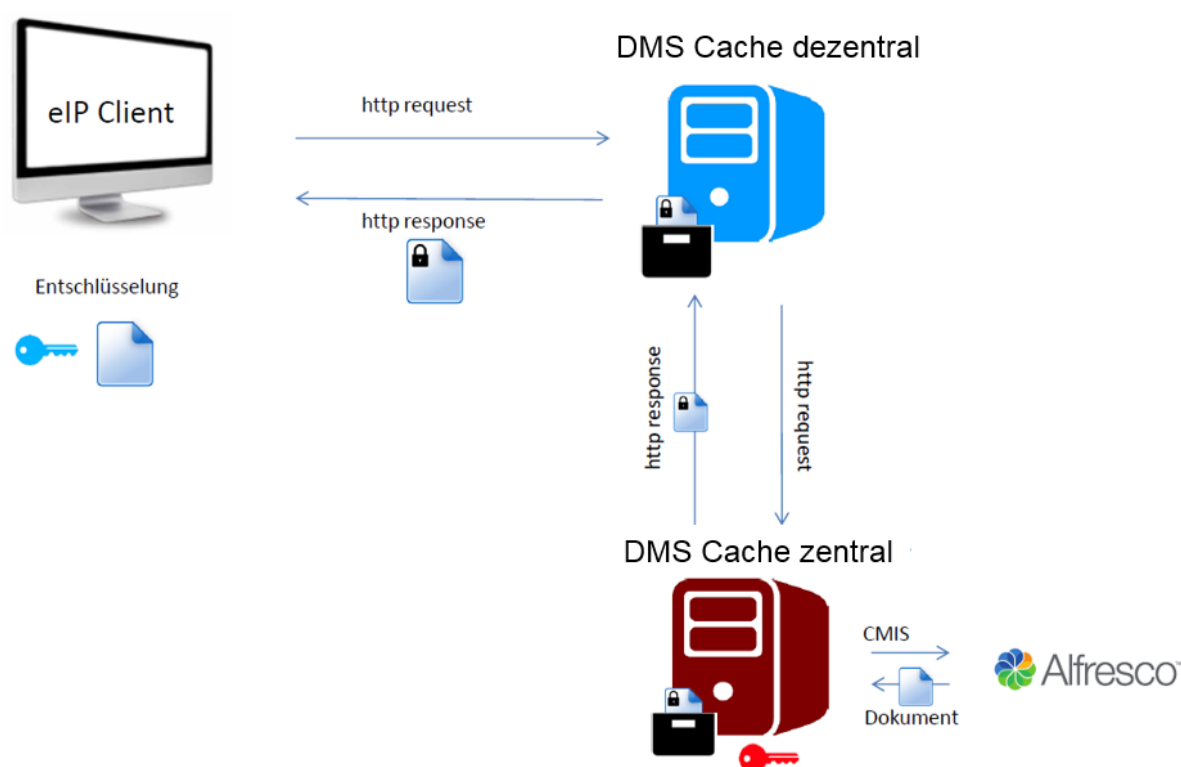 DMS Cache dezentral
eIP Client
http request
http response
Entschlüsselung
http response
http request
DMS Cache zentral
CMIS
Alfresco
Dokument